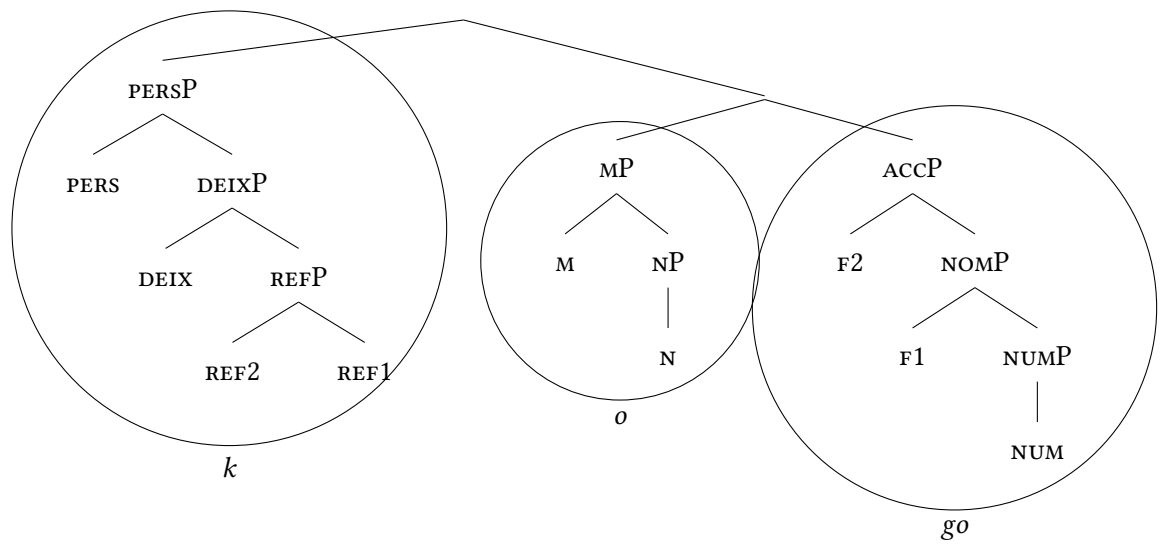 PERSP
PERS DEIXP
DEIX REFP
REF2 REF1
k
MP
M NP
N
o
ACCP
F2 NOMP
F1 NUMP
NUM
go